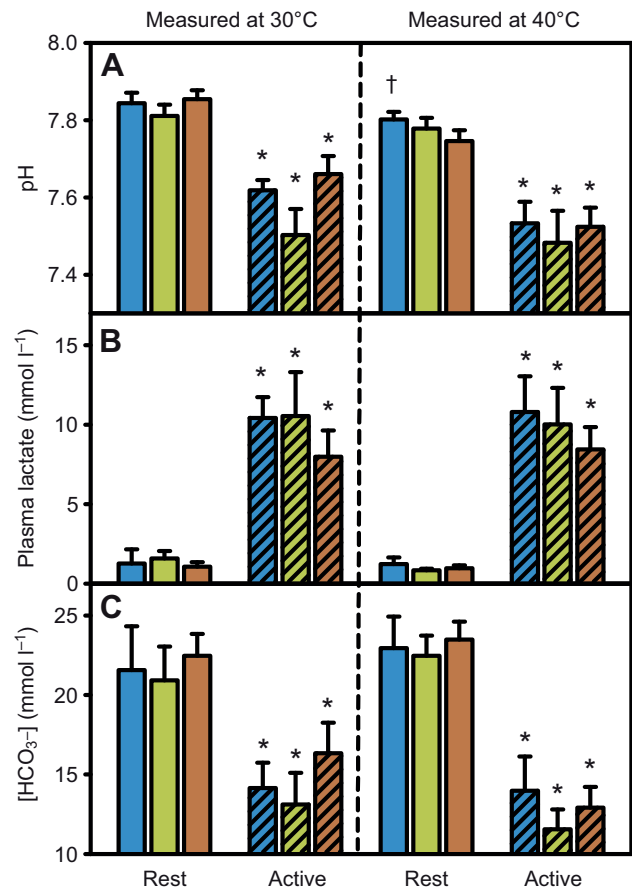 Measured at 30°C Measured at 40°C
A
8.0
7.8
7.6
7.4
pH
* * *
†
* * *
B
15
10
5
0
Plasma lactate (mmol l−1)
* * *
* * *
C
25
20
15
10
[HCO3−] (mmol l−1)
* * *
* * *
Rest Active Rest Active